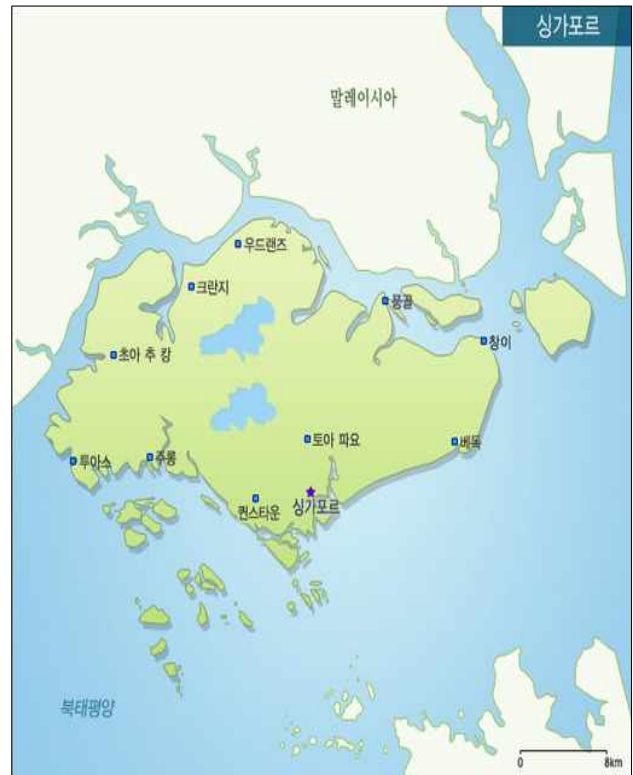 싱가포르
말레이시아
우드랜즈
크란지
풍골
창이
초아 추 캉
토아 파요
베독
투아스
주롱
퀸스타운
싱가포르
북태평양
0 8km